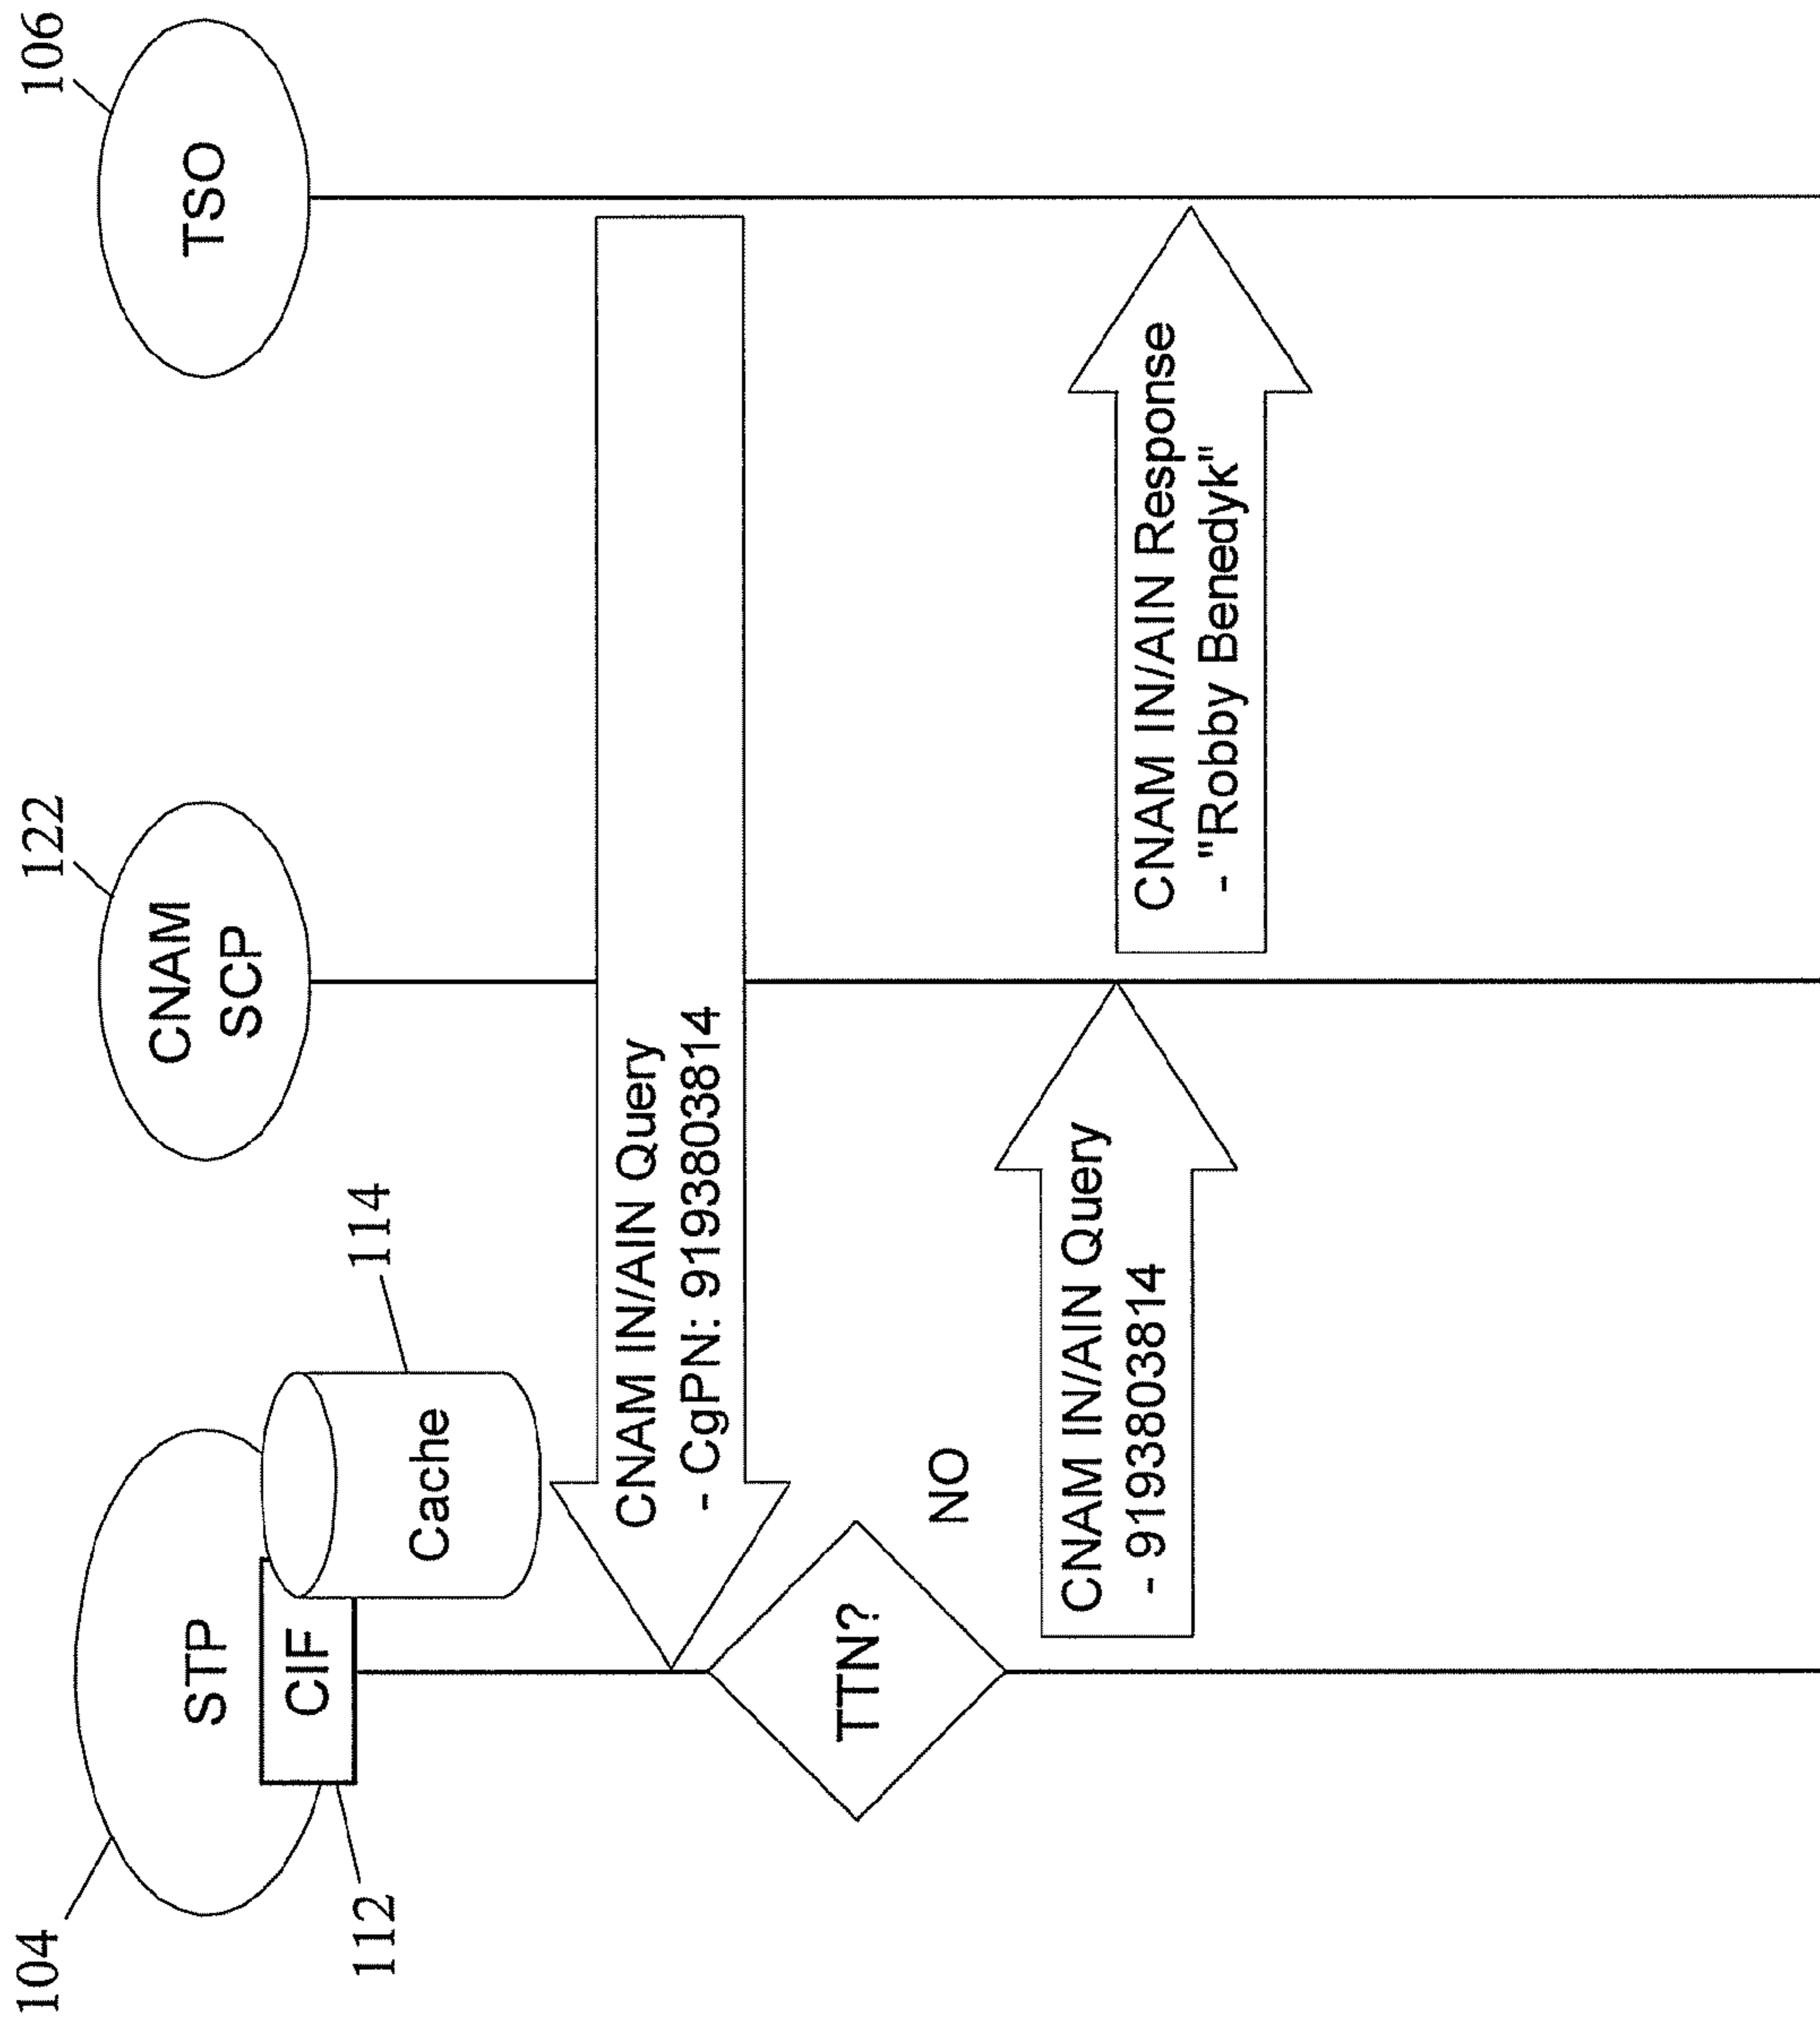 104
122
106
STP
CNAM
SCP
TSO
CIF
112
114
Cache
CNAM IN/AIN Query
- CgPN: 9193803814
TTN?
NO
CNAM IN/AIN Query
- 9193803814
CNAM IN/AIN Response
- "Robby Benedyk"